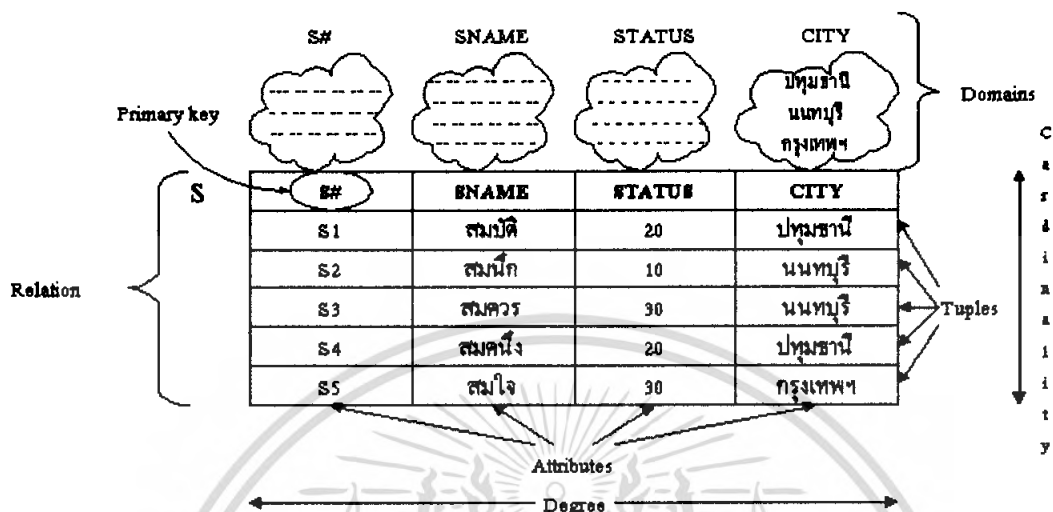 S# SNAME STATUS CITY
ปทุมธานี
นนทบุรี
กรุงเทพฯ
Domains
Primary key
Cardinality
S
S# SNAME STATUS CITY
S1 สมบัติ 20 ปทุมธานี
S2 สมนึก 10 นนทบุรี
S3 สมควร 30 นนทบุรี
S4 สมคนึง 20 ปทุมธานี
S5 สมใจ 30 กรุงเทพฯ
Relation
Tuples
Attributes
Degree